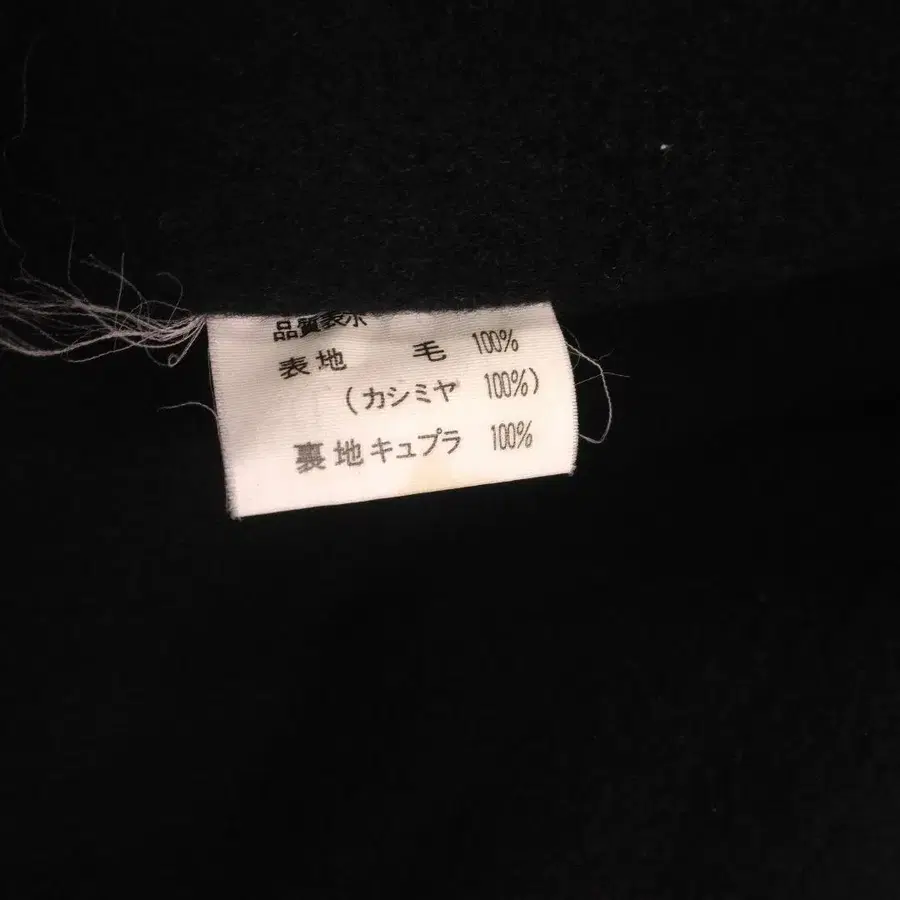 品質表示
表地 毛 100%
(カシミヤ 100%)
裏地キュプラ 100%